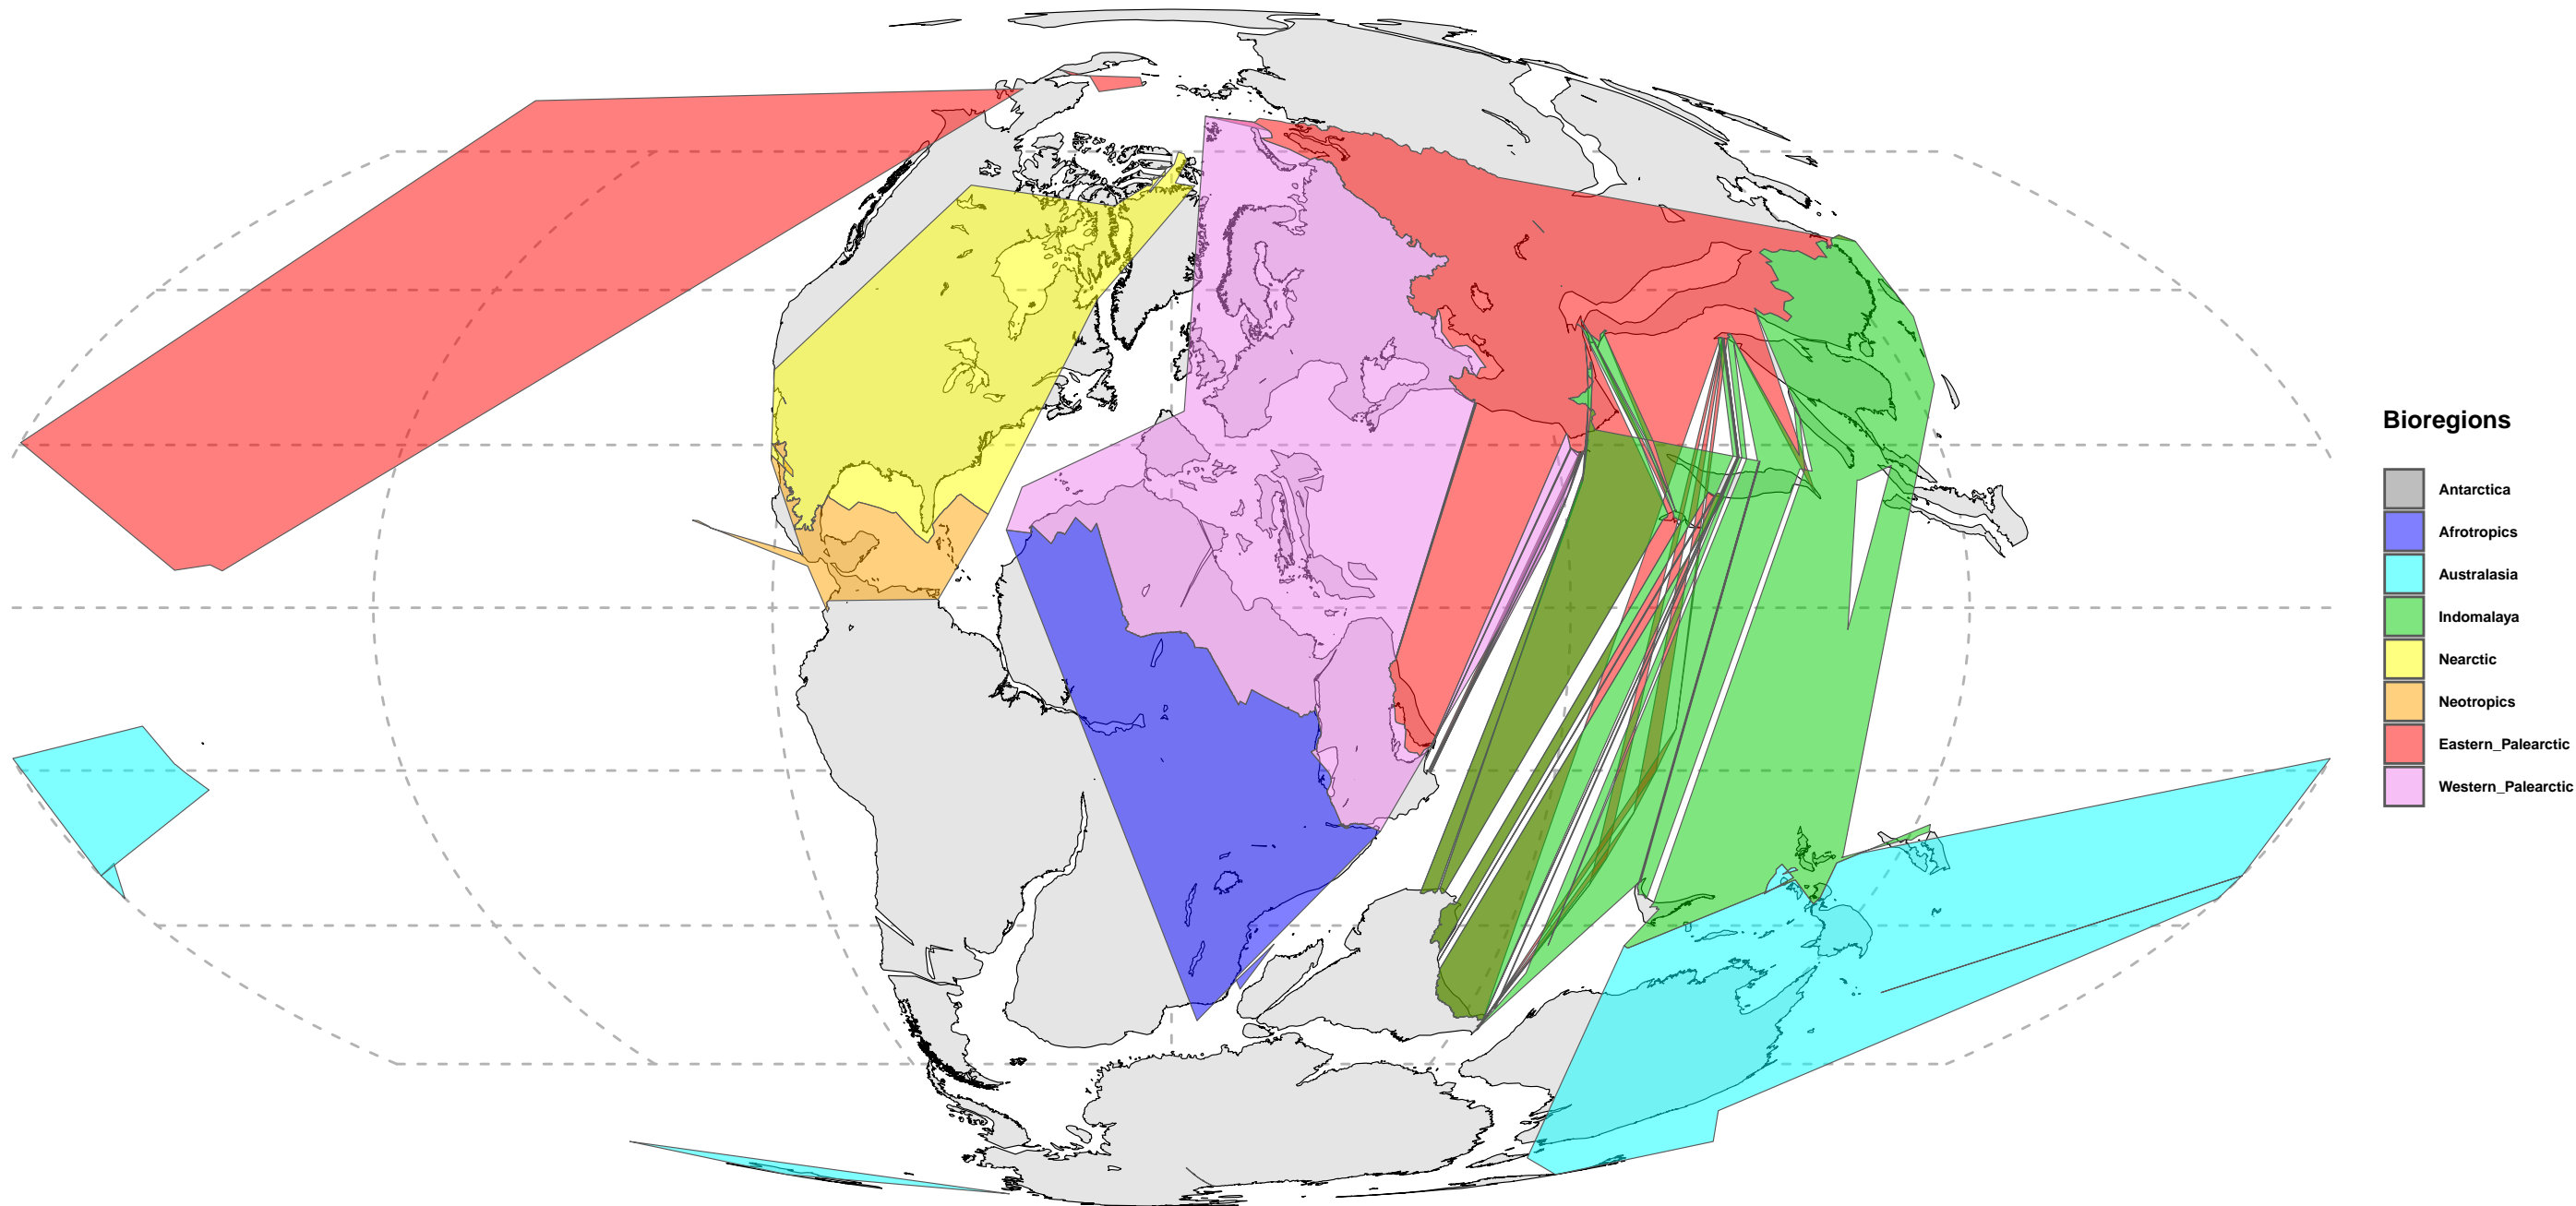 Bioregions
Antarctica
Afrotropics
Australasia
Indomalaya
Nearctic
Neotropics
Eastern_Palearctic
Western_Palearctic